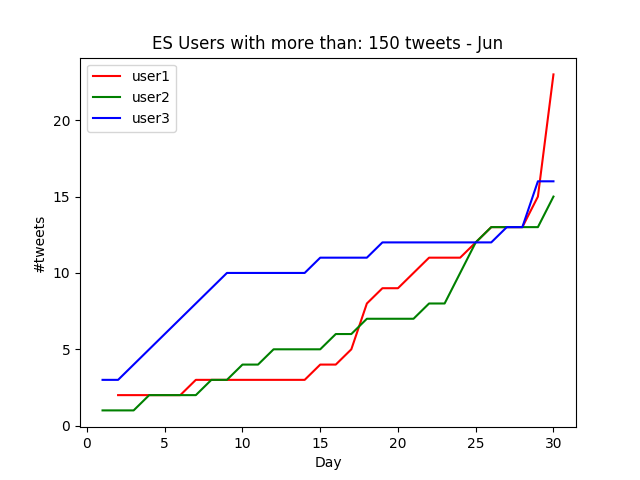 ES Users with more than: 150 tweets - Jun
user1
user2
user3
#tweets
20
15
10
5
0
0 5 10 15 20 25 30
Day